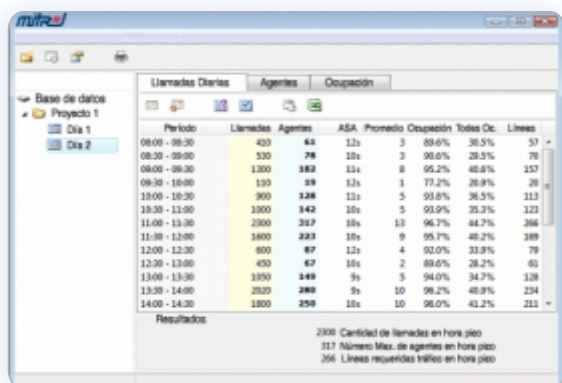 mitrol
Llamadas Diarias Agentes Ocupación
Base de datos
Proyecto 1
Día 1
Día 2
Período Llamadas Agentes ASA Promedio Ocupación Todas Oc. Líneas
08:00 - 08:30 410 61 12s 3 89.6% 30.5% 57
08:30 - 09:00 530 78 10s 3 90.6% 29.5% 70
09:00 - 09:30 1300 182 11s 8 95.2% 40.6% 157
09:30 - 10:00 110 19 12s 1 77.2% 20.9% 20
10:00 - 10:30 900 128 11s 5 93.8% 36.5% 113
10:30 - 11:00 1000 142 10s 5 93.9% 35.3% 123
11:00 - 11:30 2300 317 10s 13 96.7% 44.7% 266
11:30 - 12:00 1600 223 10s 9 95.7% 40.2% 189
12:00 - 12:30 600 87 12s 4 92.0% 33.9% 79
12:30 - 13:00 450 67 10s 2 89.6% 28.2% 61
13:00 - 13:30 1050 149 9s 5 94.0% 34.7% 128
13:30 - 14:00 2020 280 9s 10 96.2% 40.9% 234
14:00 - 14:30 1800 250 10s 10 96.0% 41.2% 211
Resultados
2300 Cantidad de llamadas en hora pico
317 Número Max. de agentes en hora pico
266 Líneas requeridas tráfico en hora pico